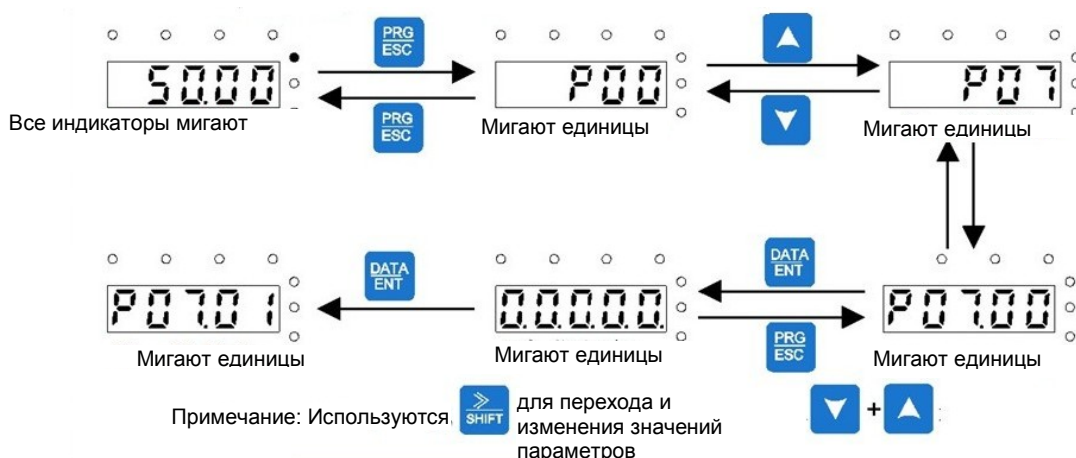 PRG
ESC
50.00
P00
P07
PRG
ESC
Все индикаторы мигают
Мигают единицы
Мигают единицы
DATA
ENT
DATA
ENT
P07.01
0.0.0.0.0.
P07.00
PRG
ESC
Мигают единицы
Мигают единицы
Мигают единицы
Примечание: Используются
SHIFT
для перехода и
изменения значений
параметров
+